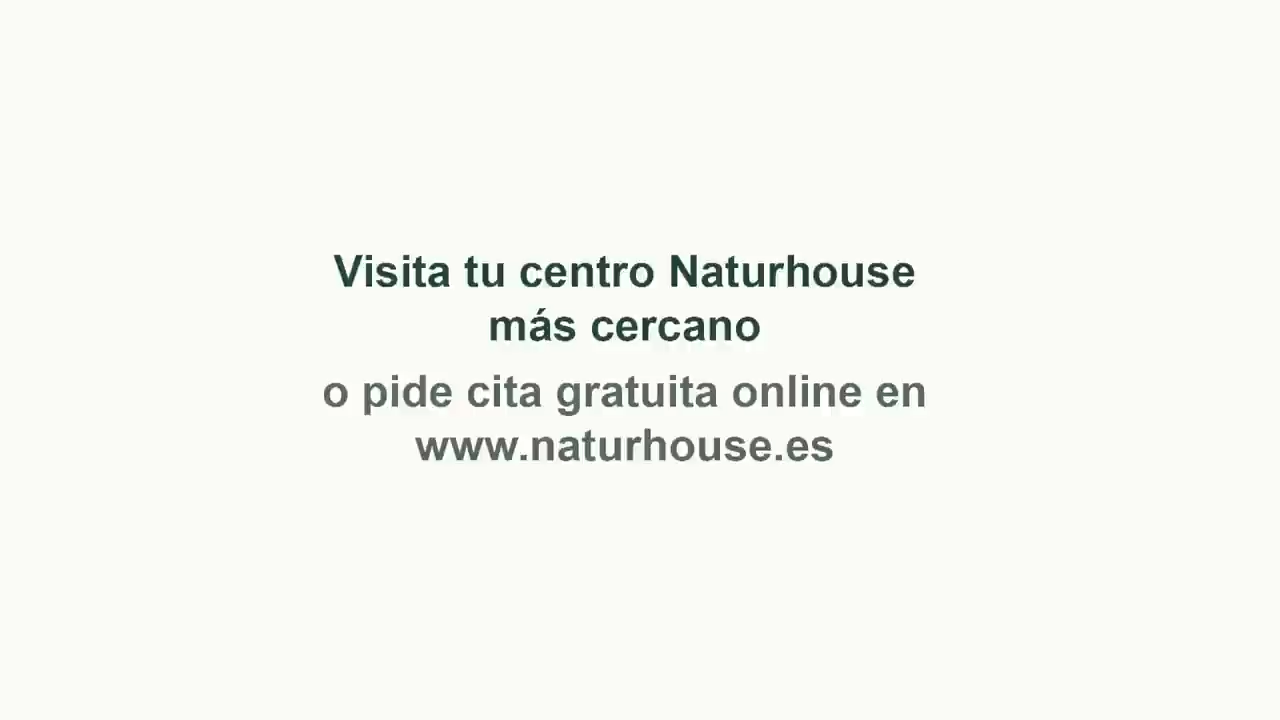 Visita tu centro Naturhouse
más cercano
o pide cita gratuita online en
www.naturhouse.es